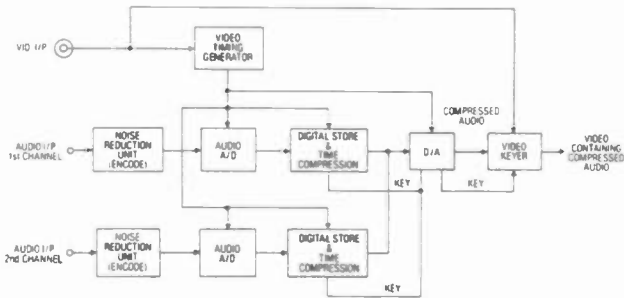 VID I/P
VIDEO
TIMING
GENERATOR
COMPRESSED
AUDIO
AUDIO I/P
1st CHANNEL
NOISE
REDUCTION
UNIT
(ENCODE)
AUDIO
A/D
DIGITAL STORE
&
TIME
COMPRESSION
D/A
VIDEO
KEYER
VIDEO
CONTAINING
COMPRESSED
AUDIO
KEY
KEY
AUDIO I/P
2nd CHANNEL
NOISE
REDUCTION
UNIT
(ENCODE)
AUDIO
A/D
DIGITAL STORE
&
TIME
COMPRESSION
KEY